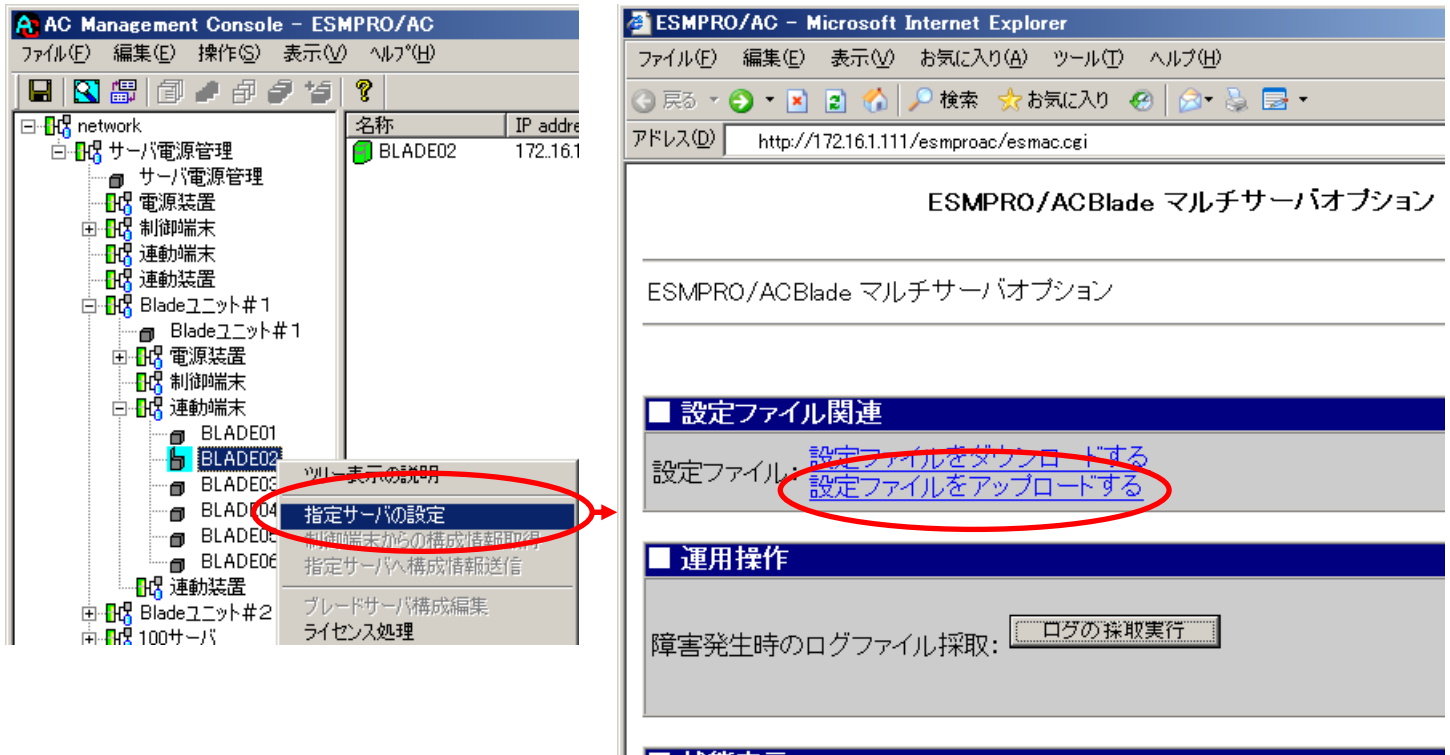 AC Management Console - ESMPRO/AC
ファイル(F) 編集(E) 操作(S) 表示(V) ヘルプ(H)
名称 IP addre
network
サーバ電源管理
サーバ電源管理
電源装置
制御端末
連動端末
連動装置
Bladeユニット#1
Bladeユニット#1
電源装置
制御端末
連動端末
BLADE01
BLADE02
BLADE03
BLADE04
BLADE05
BLADE06
連動装置
Bladeユニット#2
100サーバ
BLADE02 172.16.1
ツリー表示の説明
指定サーバの設定
制御端末からの構成情報取得
指定サーバへ構成情報送信
ブレードサーバ構成編集
ライセンス処理
ESMPRO/AC - Microsoft Internet Explorer
ファイル(F) 編集(E) 表示(V) お気に入り(A) ツール(T) ヘルプ(H)
戻る 検索 お気に入り
アドレス(D) http://172.16.1.111/esmproac/esmac.cgi
ESMPRO/ACBlade マルチサーバオプション
ESMPRO/ACBlade マルチサーバオプション
■ 設定ファイル関連
設定ファイル: 設定ファイルをダウンロードする
設定ファイルをアップロードする
■ 運用操作
障害発生時のログファイル採取: ログの採取実行